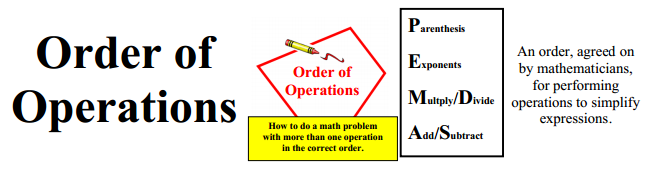 Order of
Operations
Order of
Operations
How to do a math problem
with more than one operation
in the correct order.
Parenthesis
Exponents
Multply/Divide
Add/Subtract
An order, agreed on
by mathematicians,
for performing
operations to simplify
expressions.